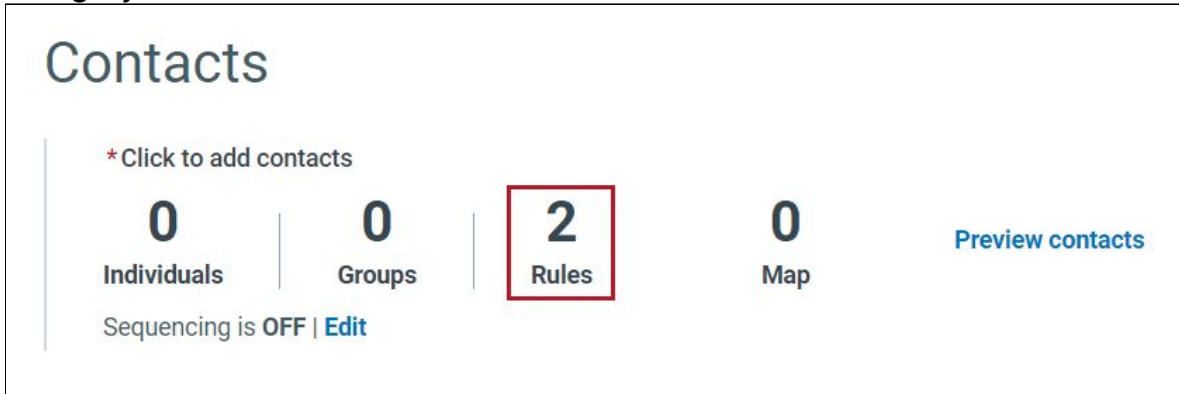 Contacts
*Click to add contacts
0 0 2 0
Individuals Groups Rules Map
Preview contacts
Sequencing is OFF | Edit